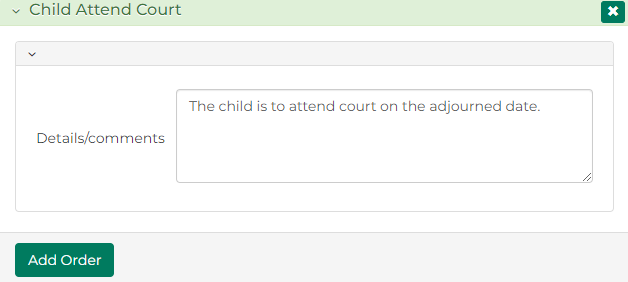 Child Attend Court
The child is to attend court on the adjourned date.
Details/comments
Add Order